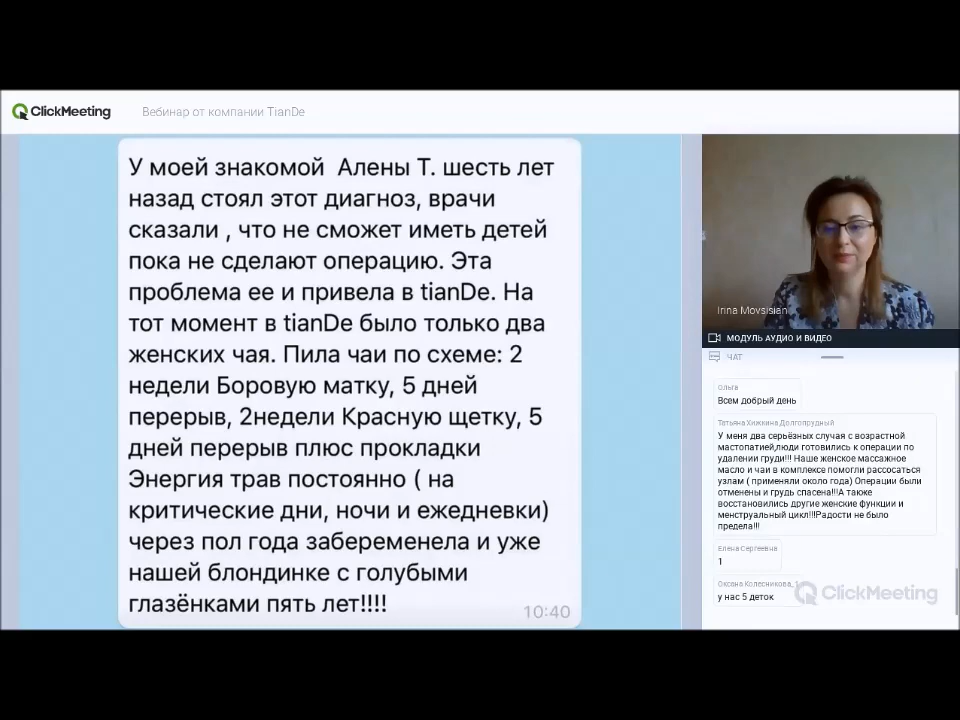 ClickMeeting
Вебинар от компании TianDe
У моей знакомой Алены Т. шесть лет
назад стоял этот диагноз, врачи
сказали , что не сможет иметь детей
пока не сделают операцию. Эта
проблема ее и привела в tianDe. На
тот момент в tianDe было только два
женских чая. Пила чаи по схеме: 2
недели Боровую матку, 5 дней
перерыв, 2недели Красную щетку, 5
дней перерыв плюс прокладки
Энергия трав постоянно ( на
критические дни, ночи и ежедневки)
через пол года забеременела и уже
нашей блондинке с голубыми
глазёнками пять лет!!!!
10:40
Irina Movsisian
МОДУЛЬ АУДИО И ВИДЕО
ЧАТ
Ольга
Всем добрый день
Татьяна Хижкина Долгопрудный
У меня два серьёзных случая с возрастной
мастопатией,люди готовились к операции по
удалении груди!!! Наше женское массажное
масло и чаи в комплексе помогли рассосаться
узлам ( применяли около года) Операции были
отменены и грудь спасена!!!А также
восстановились другие женские функции и
менструальный цикл!!!Радости не было
предела!!!
Елена Сергеевна
1
Оксана Колесникова,
у нас 5 деток
ClickMeeting